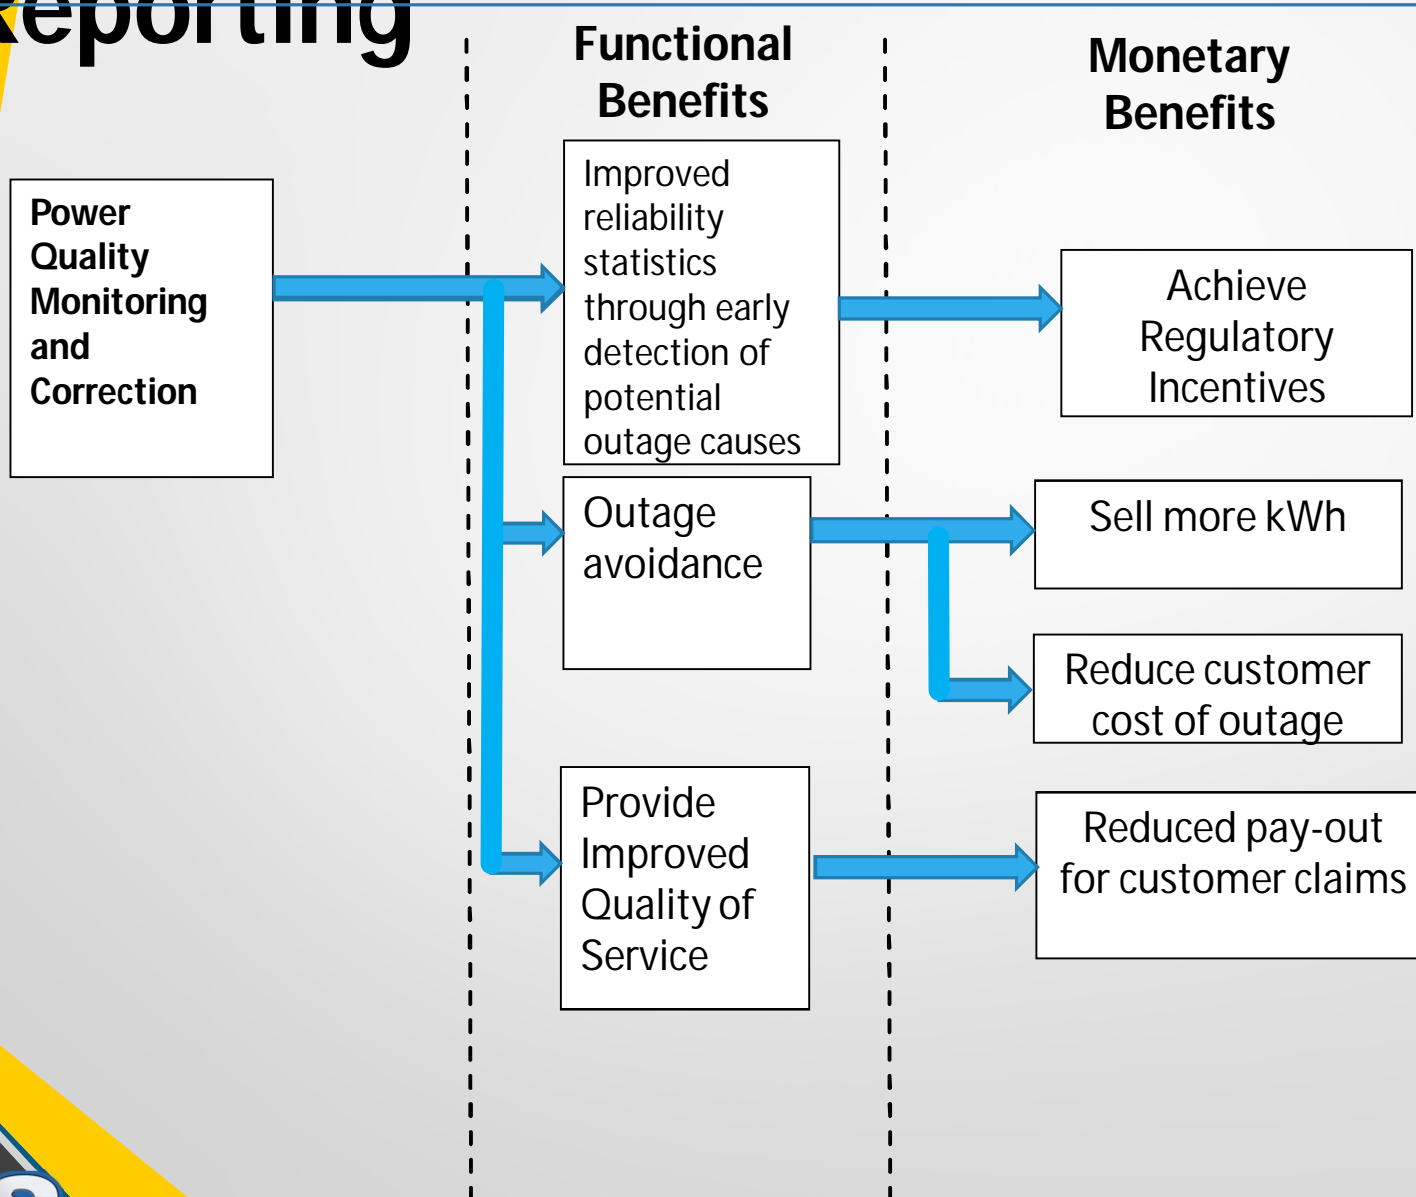 Reporting
Functional
Benefits
Monetary
Benefits
Power
Quality
Monitoring
and
Correction
Improved
reliability
statistics
through early
detection of
potential
outage causes
Achieve
Regulatory
Incentives
Outage
avoidance
Sell more kWh
Reduce customer
cost of outage
Provide
Improved
Quality of
Service
Reduced pay-out
for customer claims